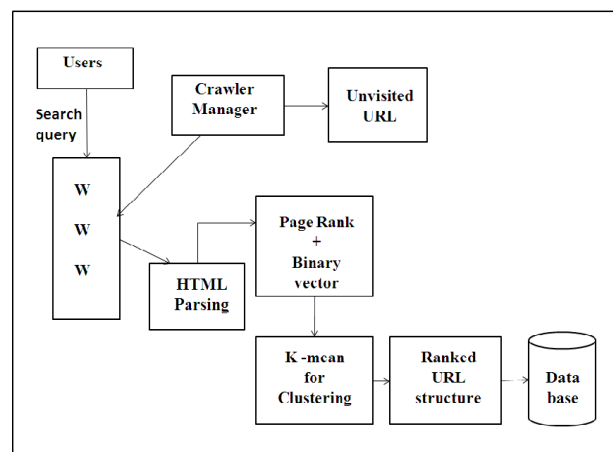 Users
Crawler
Manager
Unvisited
URL
Search
query
W
W
W
HTML
Parsing
Page Rank
+
Binary
vector
K -mean
for
Clustering
Ranked
URL
structure
Data
base